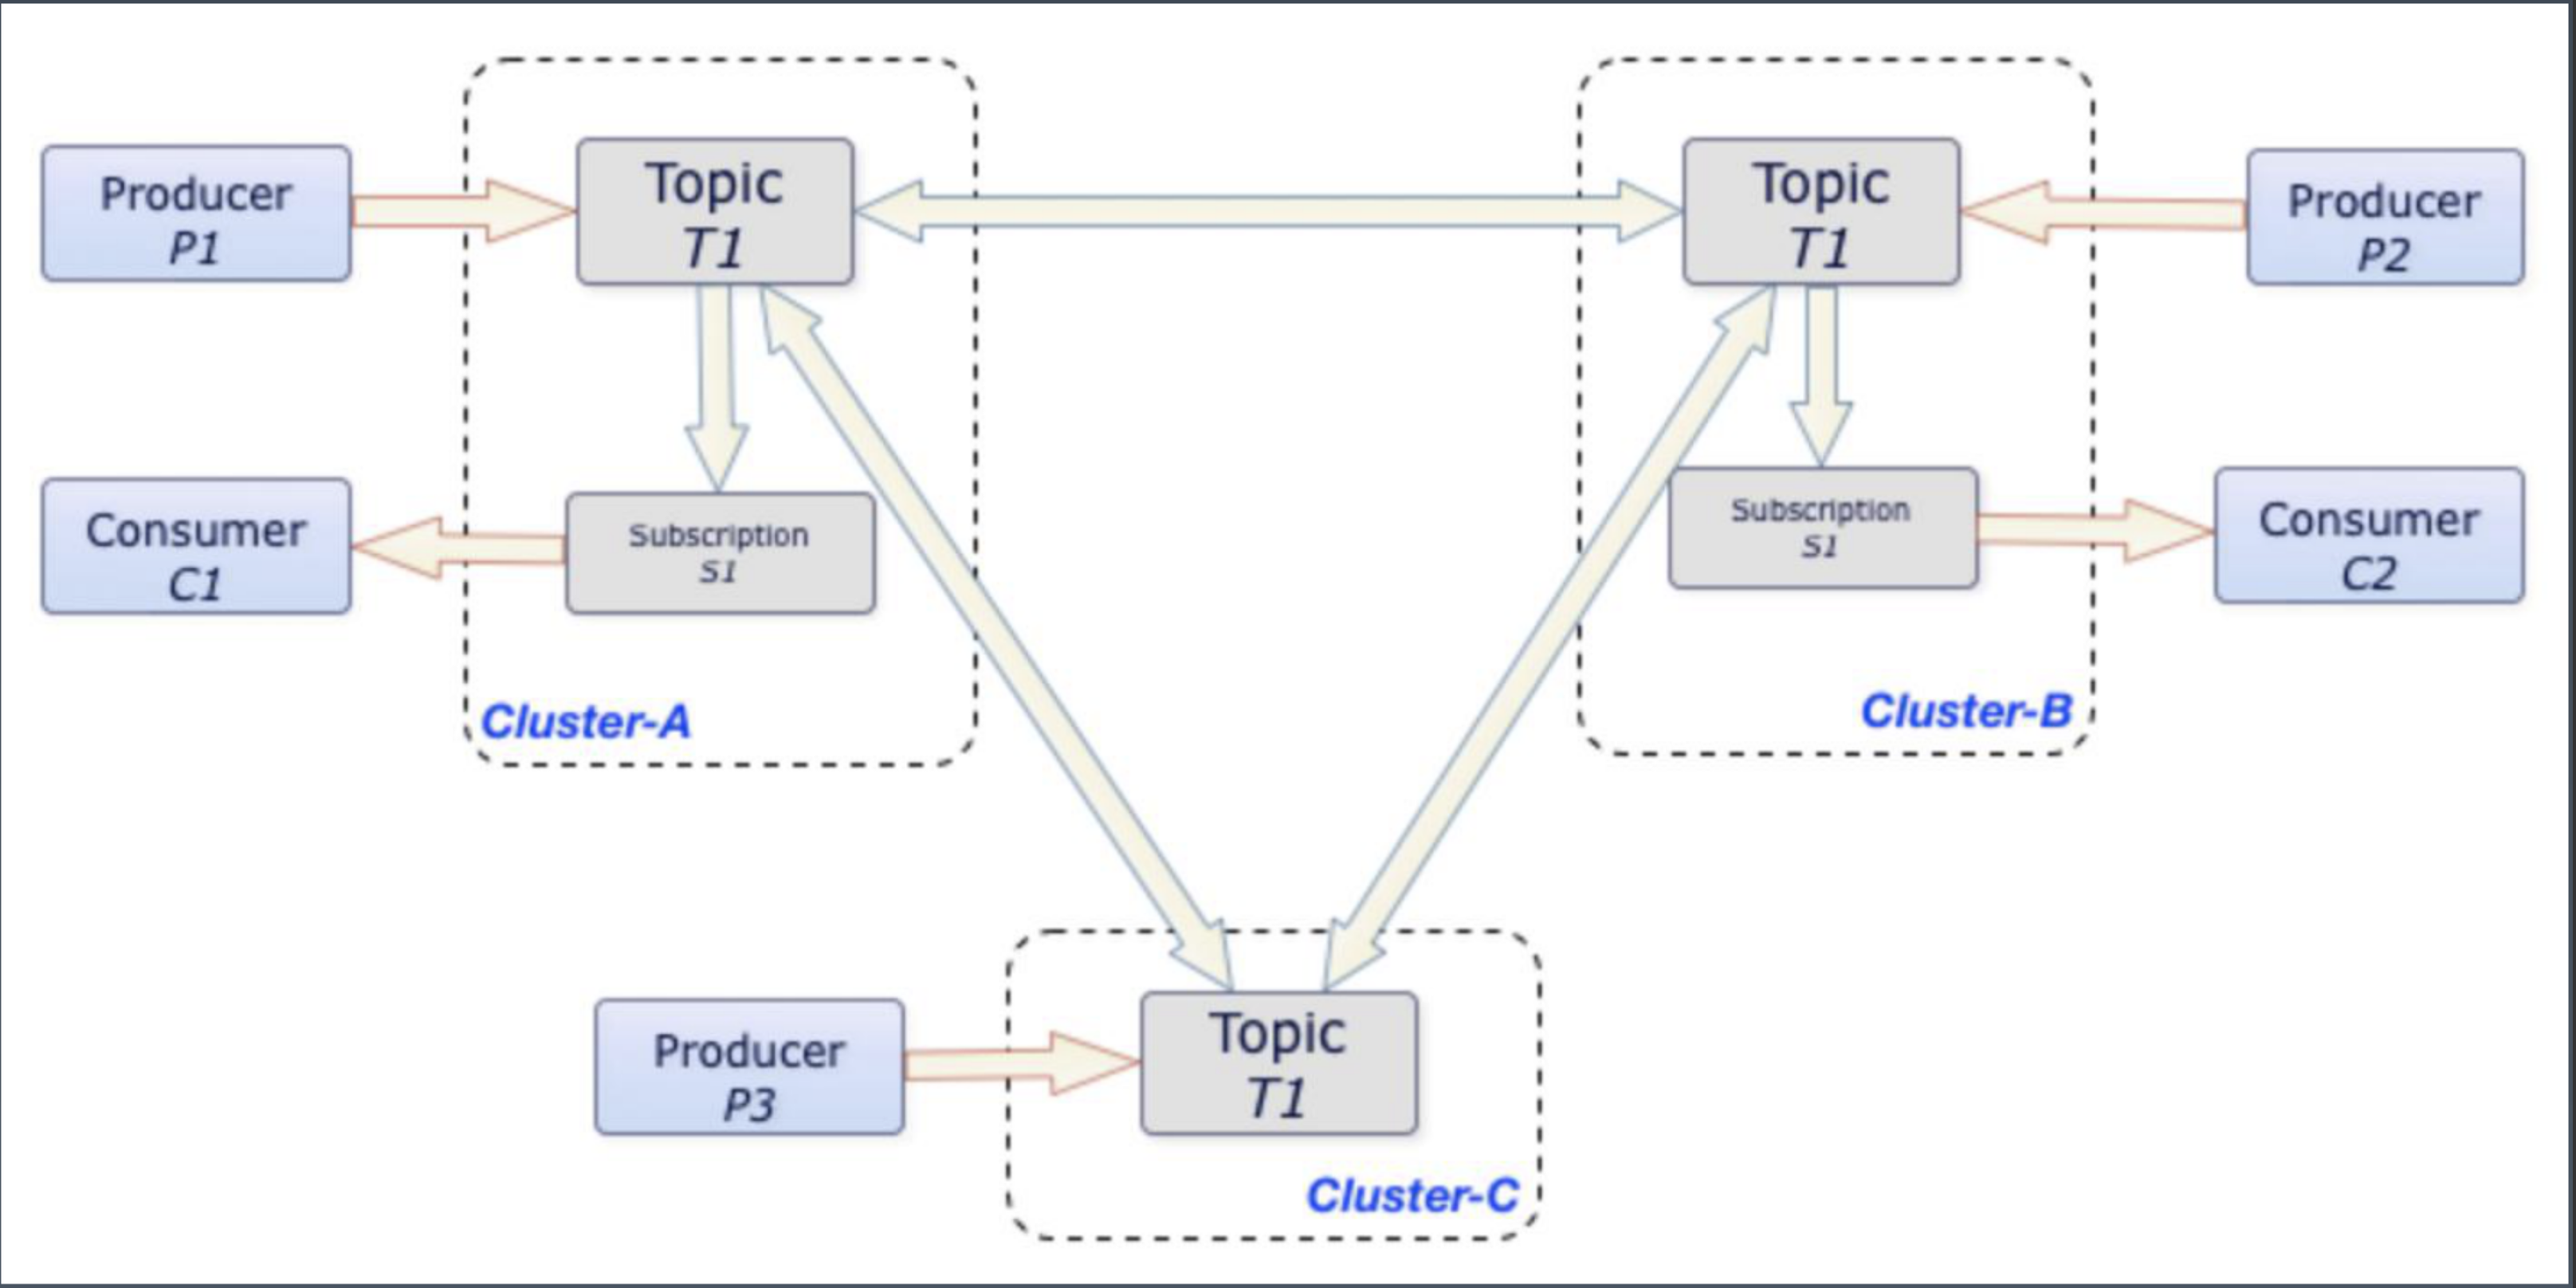 Producer
P1
Topic
T1
Topic
T1
Producer
P2
Consumer
C1
Subscription
S1
Subscription
S1
Consumer
C2
Cluster-A
Cluster-B
Producer
P3
Topic
T1
Cluster-C